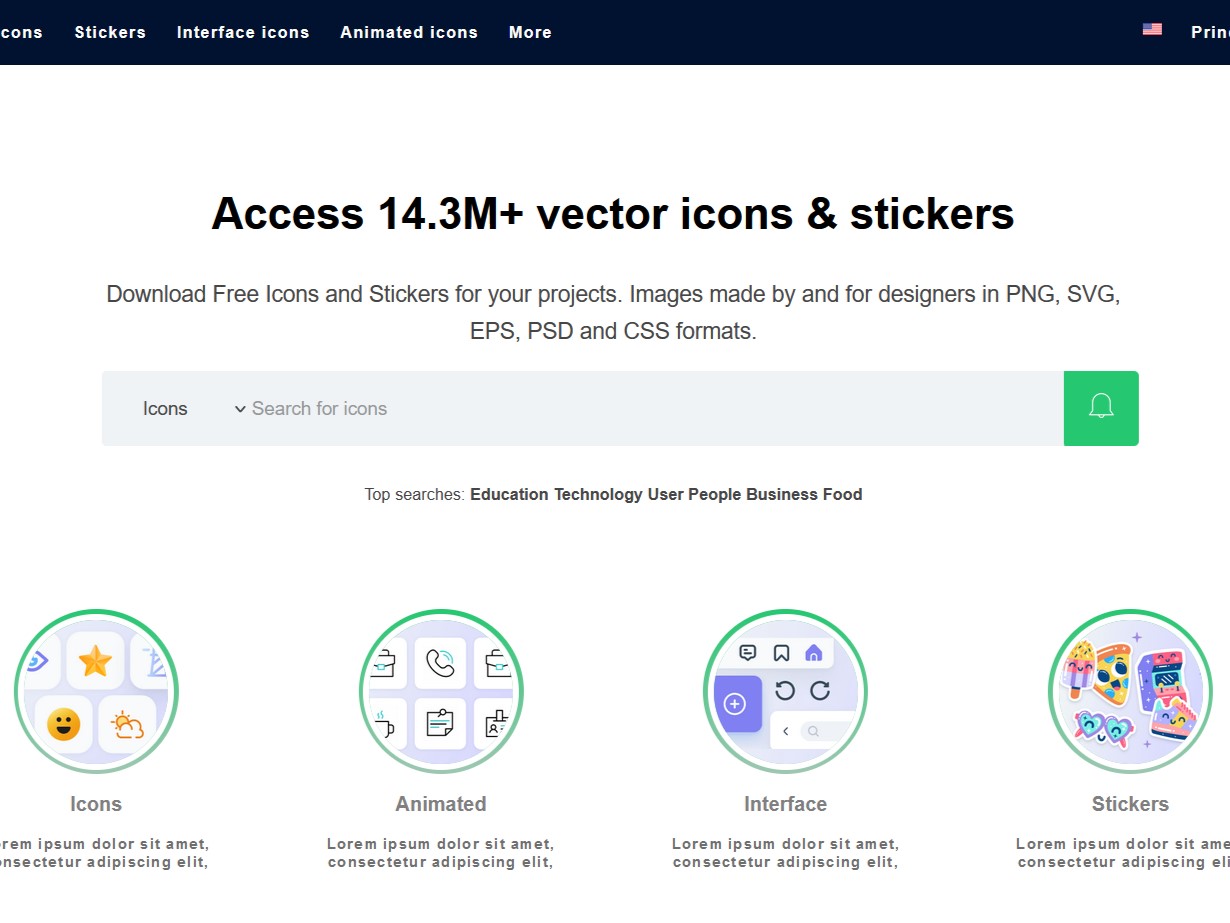 cons Stickers Interface icons Animated icons More Prin
Access 14.3M+ vector icons & stickers
Download Free Icons and Stickers for your projects. Images made by and for designers in PNG, SVG,
EPS, PSD and CSS formats.
Icons Search for icons
Top searches: Education Technology User People Business Food
Icons Animated Interface Stickers
rem ipsum dolor sit amet, Lorem ipsum dolor sit amet, Lorem ipsum dolor sit amet, Lorem ipsum dolor sit ame
onsectetur adipiscing elit, consectetur adipiscing elit, consectetur adipiscing elit, consectetur adipiscing eli